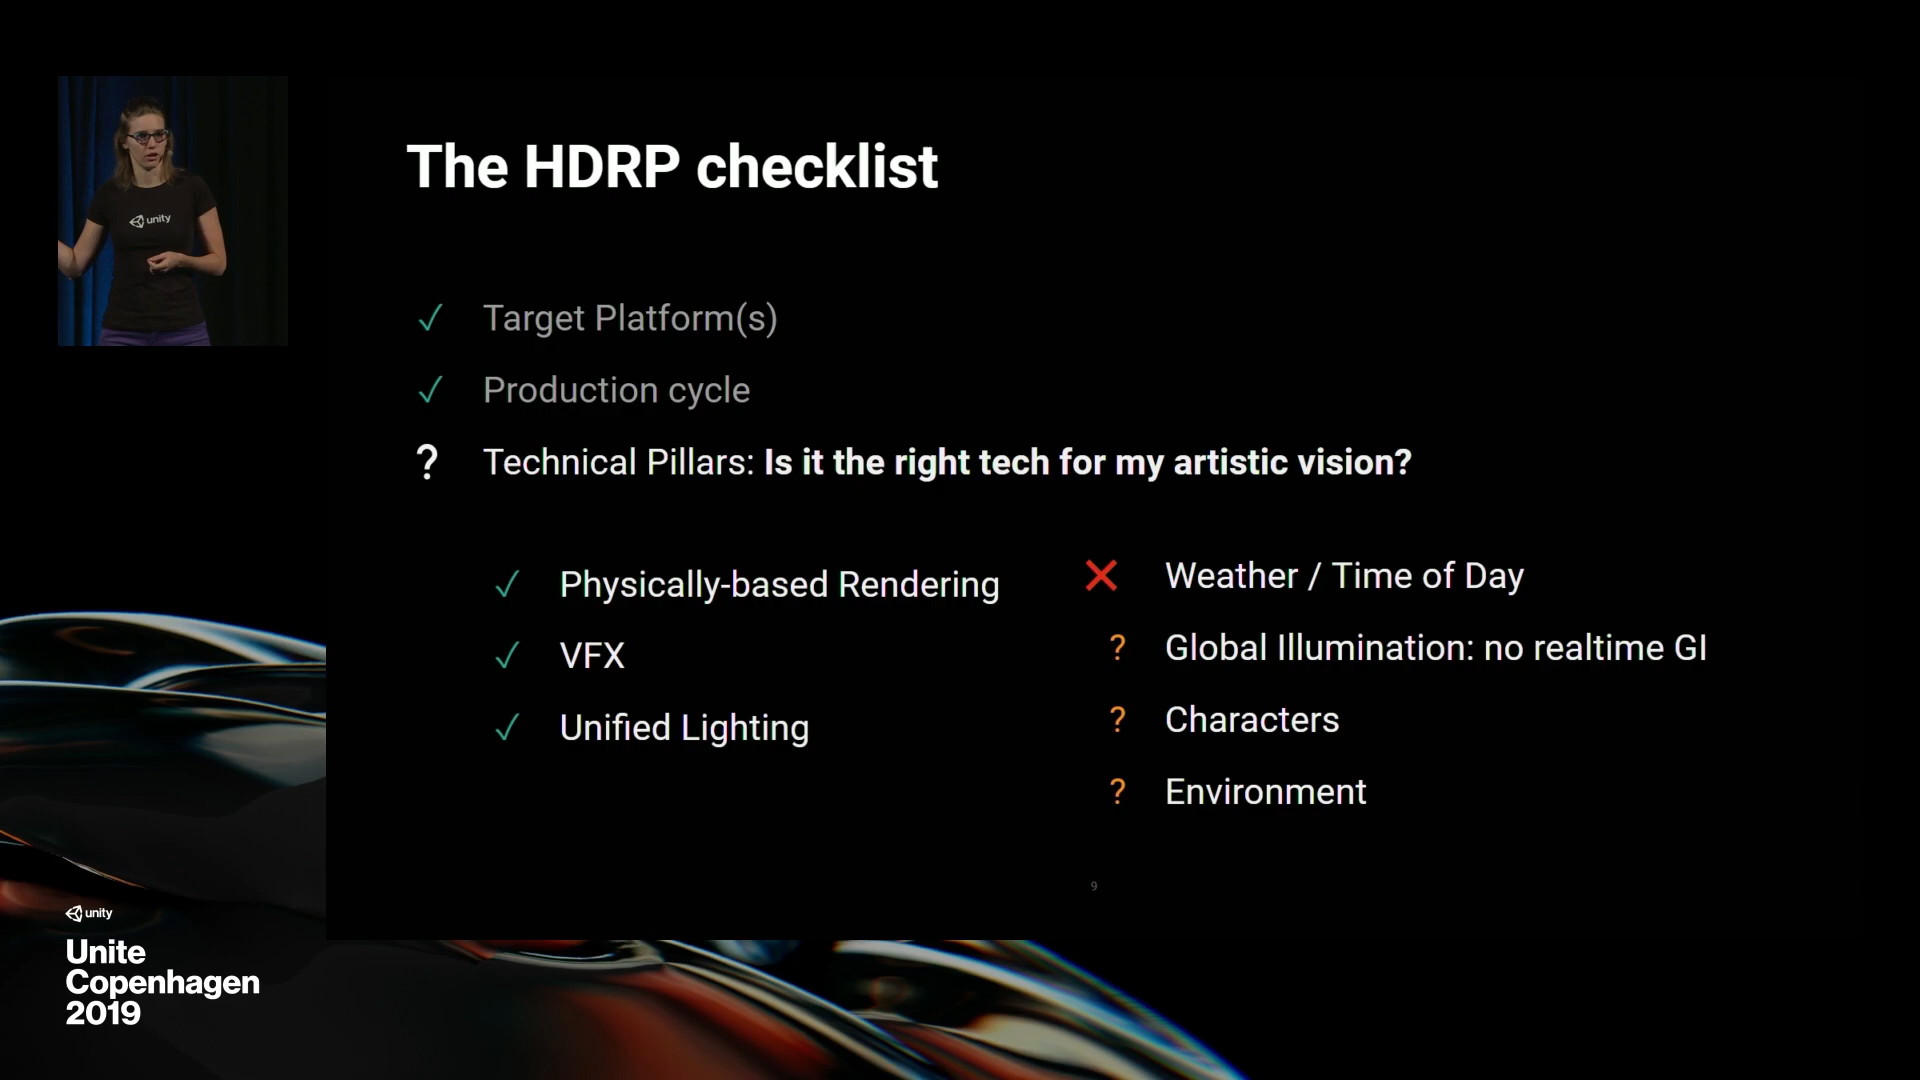 The HDRP checklist
unity
✓ Target Platform(s)
✓ Production cycle
? Technical Pillars: Is it the right tech for my artistic vision?
✓ Physically-based Rendering
✓ VFX
✓ Unified Lighting
❌ Weather / Time of Day
? Global Illumination: no realtime GI
? Characters
? Environment
9
unity
Unite
Copenhagen
2019